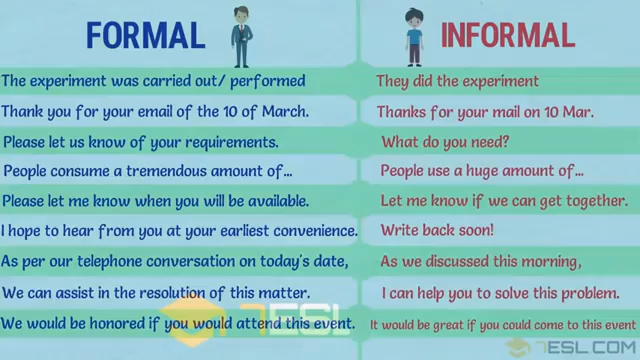 FORMAL INFORMAL
The experiment was carried out/ performed They did the experiment
Thank you for your email of the 10 of March. Thanks for your mail on 10 Mar.
Please let us know of your requirements. What do you need?
People consume a tremendous amount of... People use a huge amount of...
Please let me know when you will be available. Let me know if we can get together.
I hope to hear from you at your earliest convenience. Write back soon!
As per our telephone conversation on today's date, As we discussed this morning,
We can assist in the resolution of this matter. I can help you to solve this problem.
7ESL
We would be honored if you would attend this event. It would be great if you could come to this event
7ESL.COM